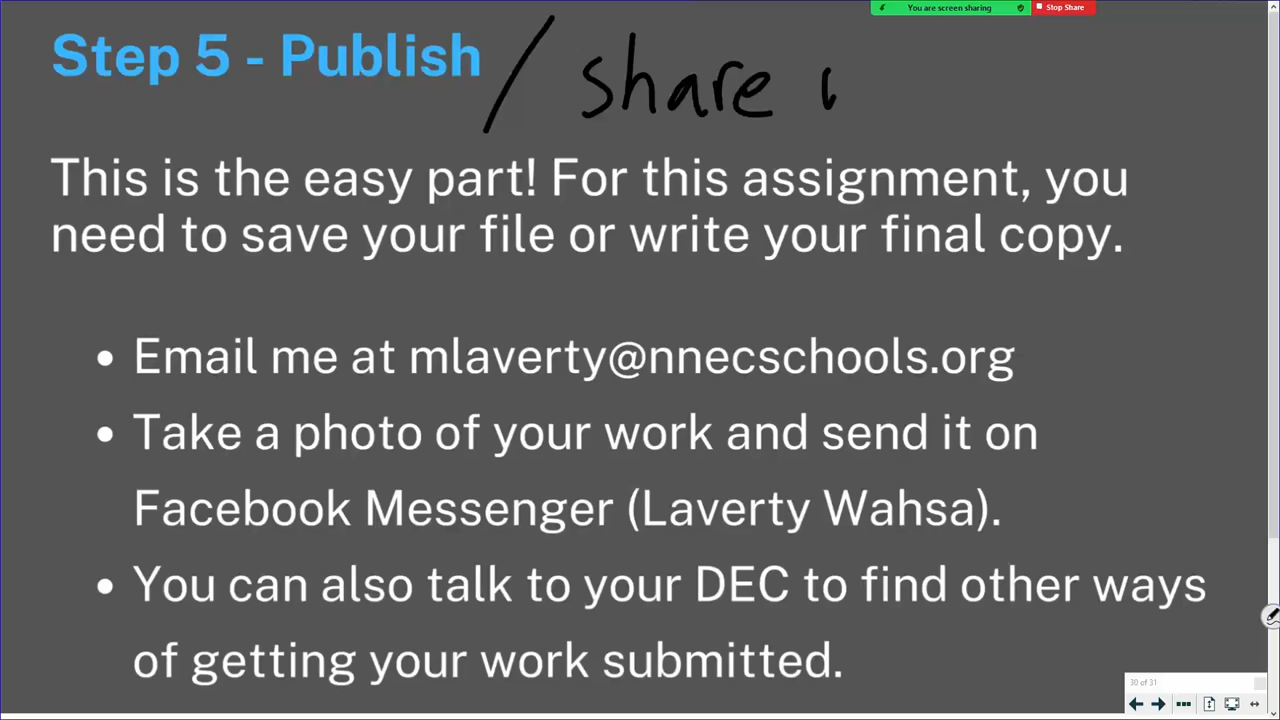 You are screen sharing Stop Share
Step 5 - Publish / share
This is the easy part! For this assignment, you
need to save your file or write your final copy.
• Email me at mlaverty@nnecschools.org
• Take a photo of your work and send it on
Facebook Messenger (Laverty Wahsa).
• You can also talk to your DEC to find other ways
of getting your work submitted.
30 of 31